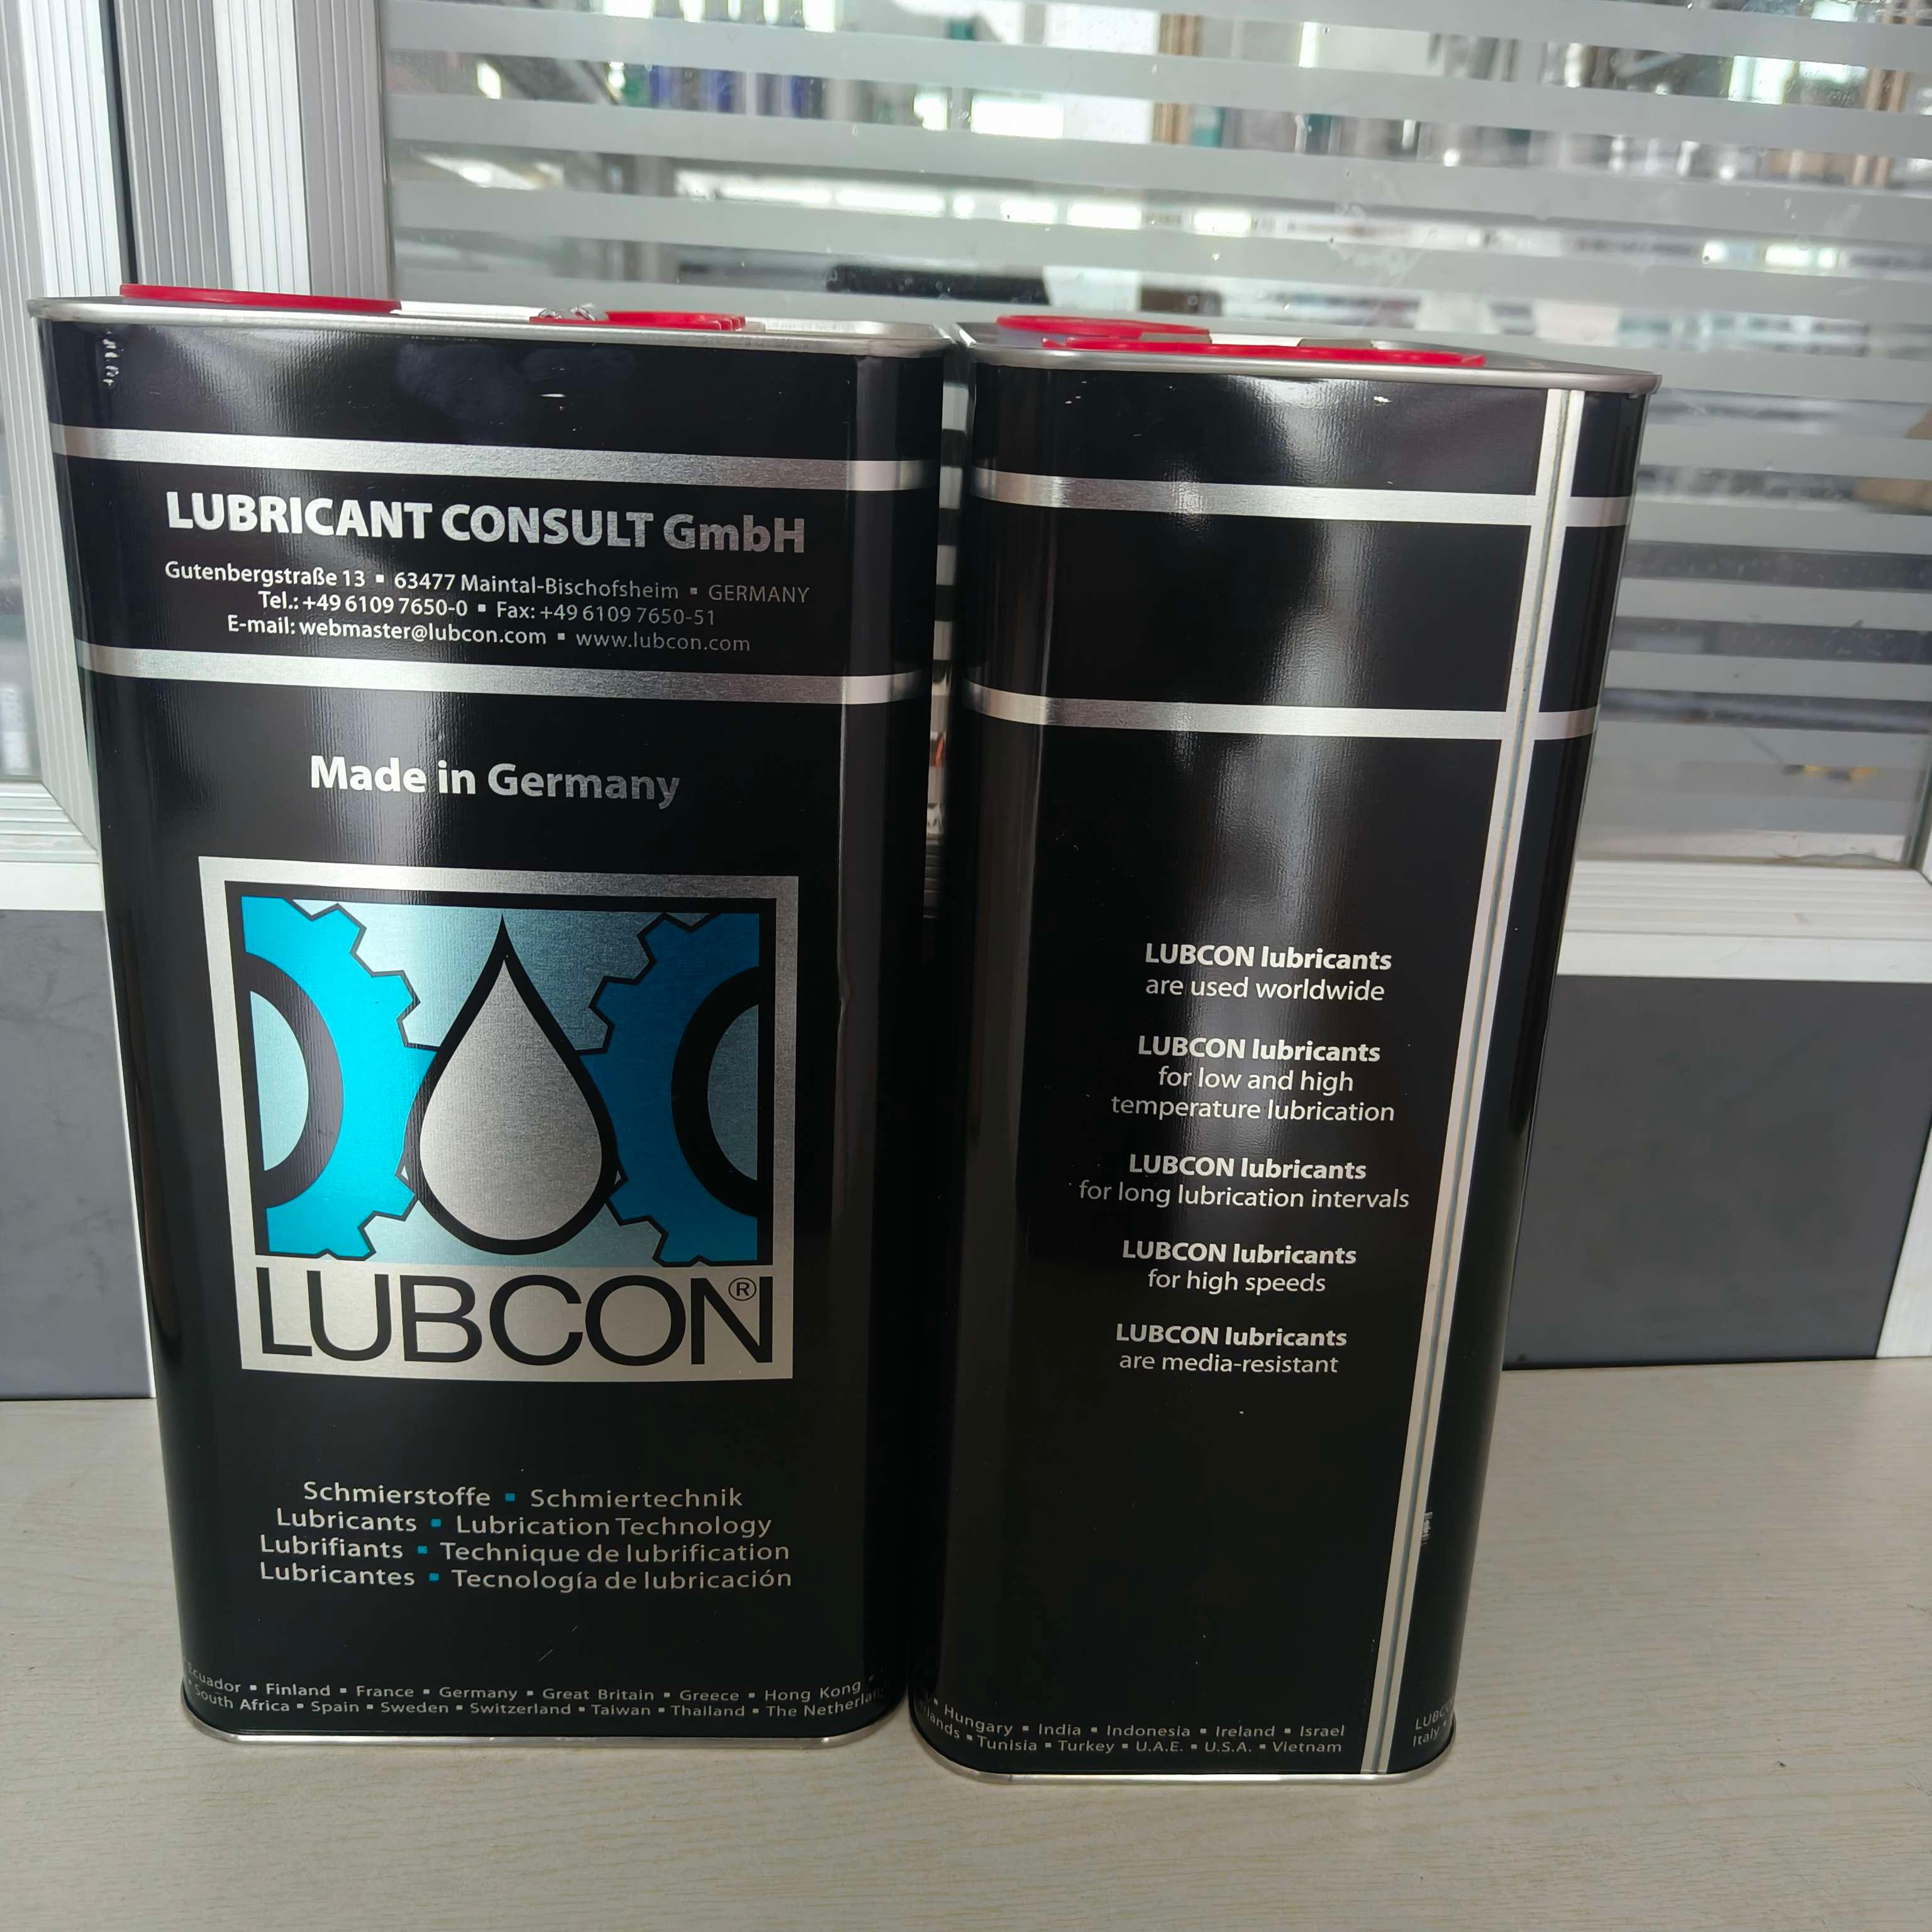 LUBRICANT CONSULT GmbH
Gutenbergstraße 13 ▪ 63477 Maintal-Bischofsheim ▪ GERMANY
Tel.: +49 6109 7650-0 ▪ Fax: +49 6109 7650-51
E-mail: webmaster@lubcon.com ▪ www.lubcon.com
Made in Germany
LUBCON®
Schmierstoffe ▪ Schmiertechnik
Lubricants ▪ Lubrication Technology
Lubrifiants ▪ Technique de lubrification
Lubricantes ▪ Tecnología de lubricación
Ecuador ▪ Finland ▪ France ▪ Germany ▪ Great Britain ▪ Greece ▪ Hong Kong ▪
▪ South Africa ▪ Spain ▪ Sweden ▪ Switzerland ▪ Taiwan ▪ Thailand ▪ The Netherla
LUBCON lubricants
are used worldwide
LUBCON lubricants
for low and high
temperature lubrication
LUBCON lubricants
for long lubrication intervals
LUBCON lubricants
for high speeds
LUBCON lubricants
are media-resistant
▪ Hungary ▪ India ▪ Indonesia ▪ Ireland ▪ Israel
lands ▪ Tunisia ▪ Turkey ▪ U.A.E. ▪ U.S.A. ▪ Vietnam
LUBCO
Italy